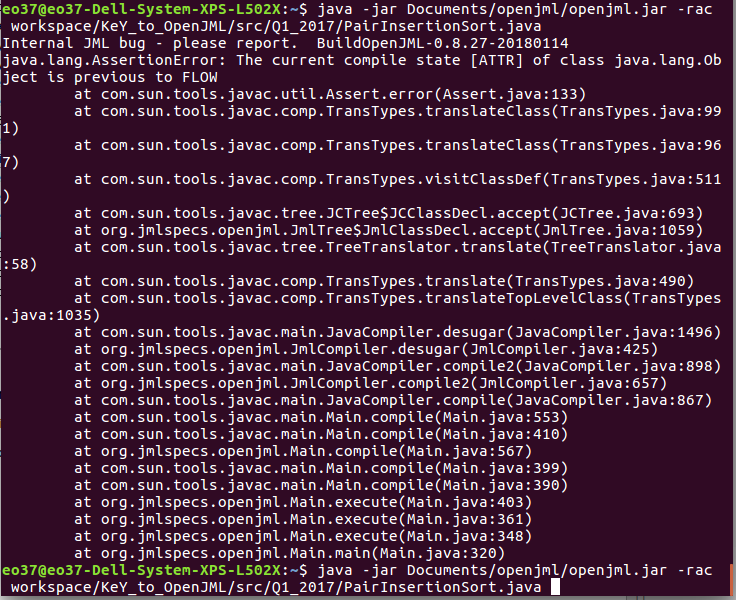 eo37@eo37-Dell-System-XPS-L502X:~$ java -jar Documents/openjml/openjml.jar -rac
workspace/KeY_to_OpenJML/src/Q1_2017/PairInsertionSort.java
Internal JML bug - please report.  BuildOpenJML-0.8.27-20180114
java.lang.AssertionError: The current compile state [ATTR] of class java.lang.Ob
ject is previous to FLOW
at com.sun.tools.javac.util.Assert.error(Assert.java:133)
at com.sun.tools.javac.comp.TransTypes.translateClass(TransTypes.java:99
1)
at com.sun.tools.javac.comp.TransTypes.translateClass(TransTypes.java:96
7)
at com.sun.tools.javac.comp.TransTypes.visitClassDef(TransTypes.java:511
)
at com.sun.tools.javac.tree.JCTree$JCClassDecl.accept(JCTree.java:693)
at org.jmlspecs.openjml.JmlTree$JmlClassDecl.accept(JmlTree.java:1059)
at com.sun.tools.javac.tree.TreeTranslator.translate(TreeTranslator.java
:58)
at com.sun.tools.javac.comp.TransTypes.translate(TransTypes.java:490)
at com.sun.tools.javac.comp.TransTypes.translateTopLevelClass(TransTypes
.java:1035)
at com.sun.tools.javac.main.JavaCompiler.desugar(JavaCompiler.java:1496)
at org.jmlspecs.openjml.JmlCompiler.desugar(JmlCompiler.java:425)
at com.sun.tools.javac.main.JavaCompiler.compile2(JavaCompiler.java:898)
at org.jmlspecs.openjml.JmlCompiler.compile2(JmlCompiler.java:657)
at com.sun.tools.javac.main.JavaCompiler.compile(JavaCompiler.java:867)
at com.sun.tools.javac.main.Main.compile(Main.java:553)
at com.sun.tools.javac.main.Main.compile(Main.java:410)
at org.jmlspecs.openjml.Main.compile(Main.java:567)
at com.sun.tools.javac.main.Main.compile(Main.java:399)
at com.sun.tools.javac.main.Main.compile(Main.java:390)
at org.jmlspecs.openjml.Main.execute(Main.java:403)
at org.jmlspecs.openjml.Main.execute(Main.java:361)
at org.jmlspecs.openjml.Main.execute(Main.java:348)
at org.jmlspecs.openjml.Main.main(Main.java:320)
eo37@eo37-Dell-System-XPS-L502X:~$ java -jar Documents/openjml/openjml.jar -rac
workspace/KeY_to_OpenJML/src/Q1_2017/PairInsertionSort.java